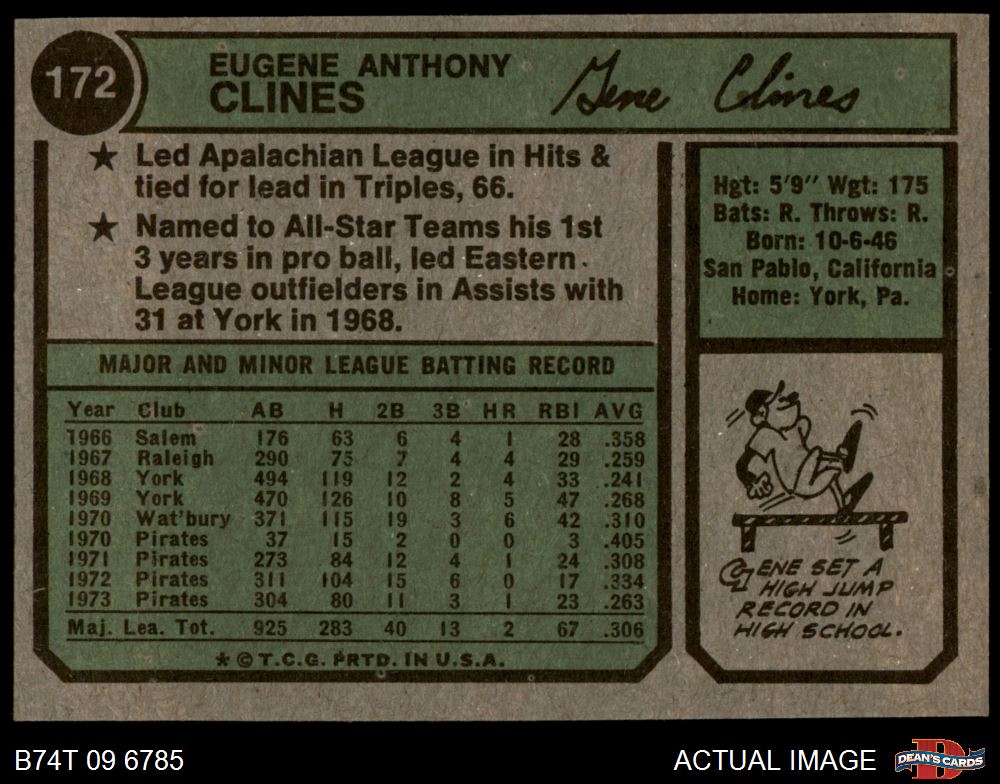 172
EUGENE ANTHONY
CLINES
Gene Clines
★ Led Apalachian League in Hits &
tied for lead in Triples, 66.
★ Named to All-Star Teams his 1st
3 years in pro ball, led Eastern
League outfielders in Assists with
31 at York in 1968.
Hgt: 5'9" Wgt: 175
Bats: R. Throws: R.
Born: 10-6-46
San Pablo, California
Home: York, Pa.
MAJOR AND MINOR LEAGUE BATTING RECORD
Year Club AB H 2B 3B HR RBI AVG
1966 Salem 176 63 6 4 1 28 .358
1967 Raleigh 290 75 7 4 4 29 .259
1968 York 494 119 12 2 4 33 .241
1969 York 470 126 10 8 5 47 .268
1970 Wat'bury 371 115 19 3 6 42 .310
1970 Pirates 37 15 2 0 0 3 .405
1971 Pirates 273 84 12 4 1 24 .308
1972 Pirates 311 104 15 6 0 17 .334
1973 Pirates 304 80 11 3 1 23 .263
Maj. Lea. Tot. 925 283 40 13 2 67 .306
* © T.C.G. PRTD. IN U.S.A.
GENE SET A
HIGH JUMP
RECORD IN
HIGH SCHOOL.
B74T 09 6785
ACTUAL IMAGE
DEAN'S CARDS